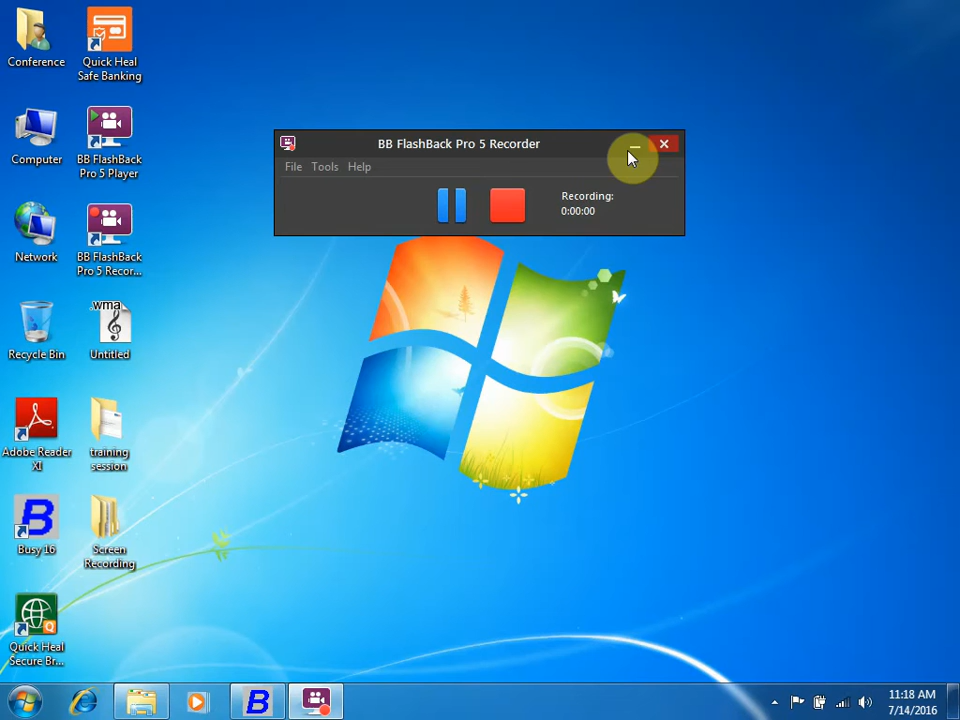 Conference
Quick Heal
Safe Banking
Computer
BB FlashBack
Pro 5 Player
Network
BB FlashBack
Pro 5 Recor...
Recycle Bin
.wma
Untitled
Adobe Reader
XI
training
session
Busy 16
Screen
Recording
Quick Heal
Secure Br...
BB FlashBack Pro 5 Recorder
File Tools Help
Recording:
0:00:00
11:18 AM
7/14/2016